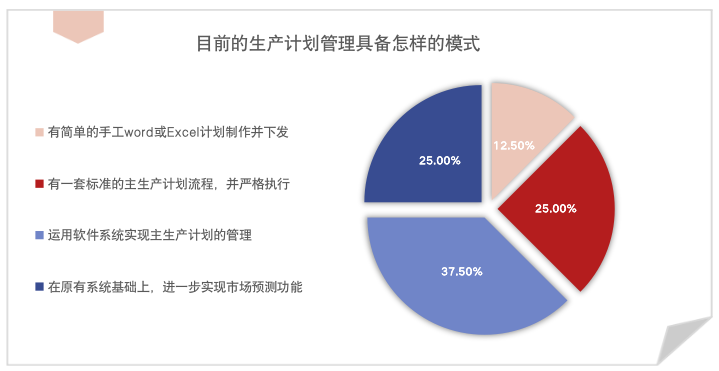 目前的生产计划管理具备怎样的模式
有简单的手工word或Excel计划制作并下发
有一套标准的主生产计划流程，并严格执行
运用软件系统实现主生产计划的管理
在原有系统基础上，进一步实现市场预测功能
12.50%
25.00%
25.00%
37.50%